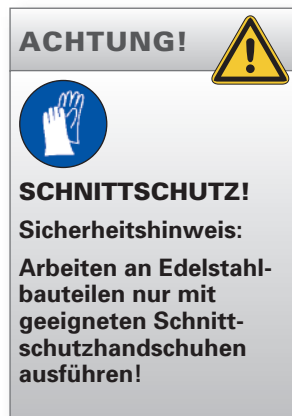 ACHTUNG!
SCHNITTSCHUTZ!
Sicherheitshinweis:
Arbeiten an Edelstahl-
bauteilen nur mit
geeigneten Schnitt-
schutzhandschuhen
ausführen!